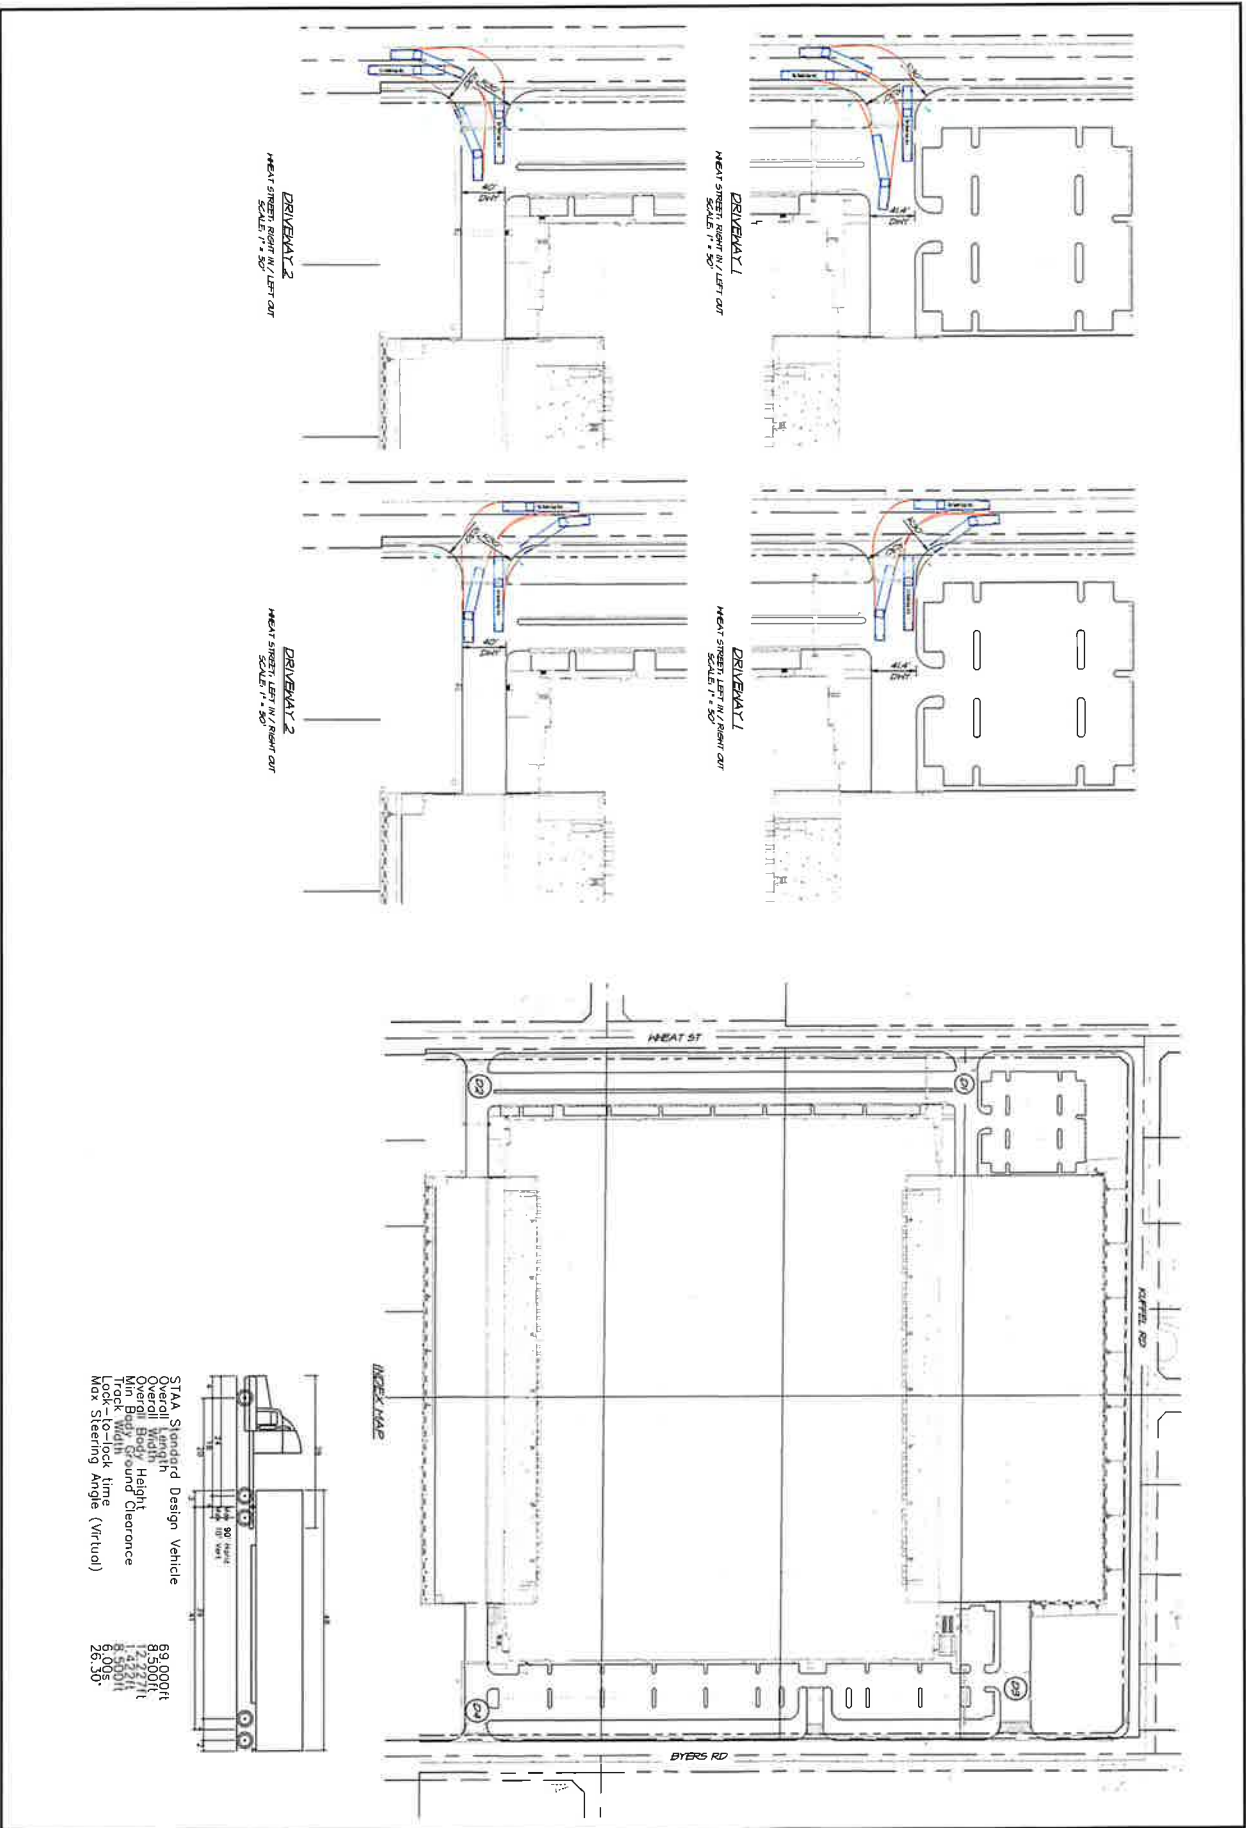 DRIVEWAY 1
WHEAT STREET: RIGHT IN / LEFT OUT
SCALE: 1" = 50'
41.4'
DWY
DRIVEWAY 2
WHEAT STREET: RIGHT IN / LEFT OUT
SCALE: 1" = 50'
40'
DWY
DRIVEWAY 1
WHEAT STREET: LEFT IN / RIGHT OUT
SCALE: 1" = 50'
41.4'
DWY
DRIVEWAY 2
WHEAT STREET: LEFT IN / RIGHT OUT
SCALE: 1" = 50'
40'
DWY
WHEAT ST
KUFFEL RD
BYERS RD
D1
D2
D3
D4
INDEX MAP
STAA Standard Design Vehicle
Overall Length 69.000ft
Overall Width 8.500ft
Overall Body Height 12.227ft
Min Body Ground Clearance 1.422ft
Track Width 8.500ft
Lock-to-lock time 6.00s
Max Steering Angle (Virtual) 26.30°